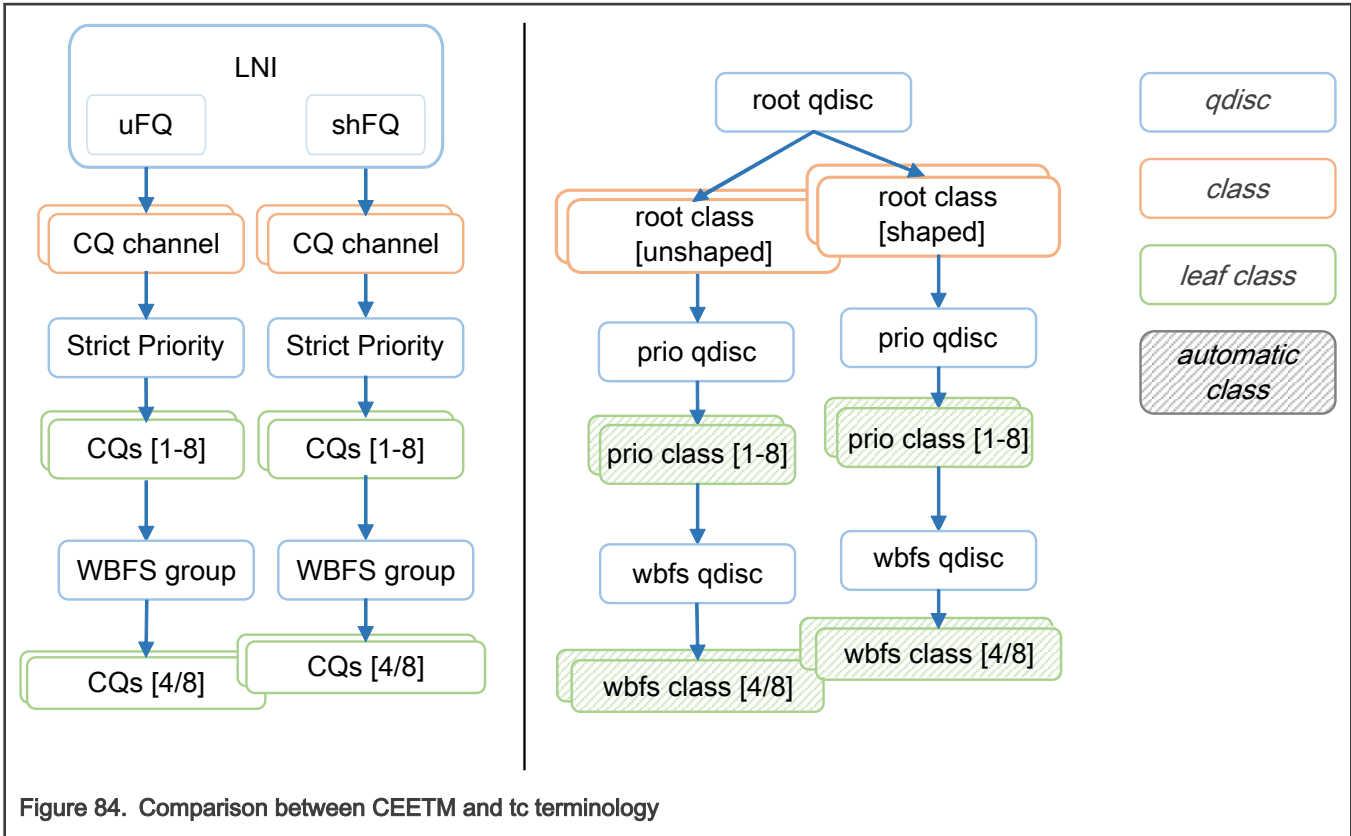 LNI
uFQ
shFQ
CQ channel
CQ channel
Strict Priority
Strict Priority
CQs [1-8]
CQs [1-8]
WBFS group
WBFS group
CQs [4/8]
CQs [4/8]
root qdisc
root class
[unshaped]
root class
[shaped]
prio qdisc
prio qdisc
prio class [1-8]
prio class [1-8]
wbfs qdisc
wbfs qdisc
wbfs class [4/8]
wbfs class [4/8]
qdisc
class
leaf class
automatic
class
Figure 84. Comparison between CEETM and tc terminology